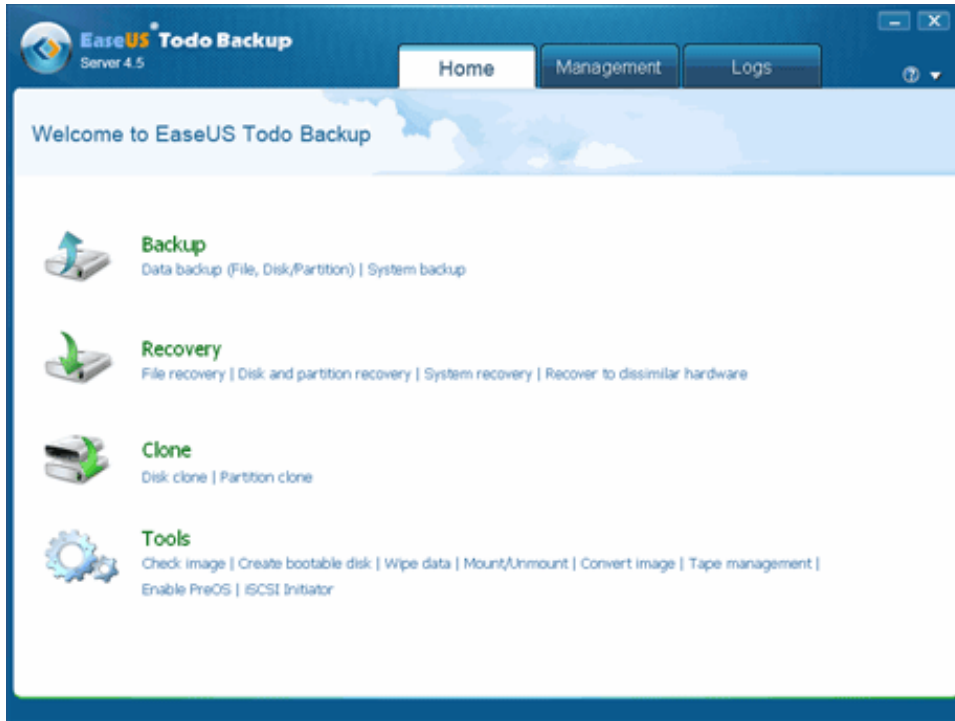 EaseUS Todo Backup
Server 4.5
Home
Management
Logs
Welcome to EaseUS Todo Backup
Backup
Data backup (File, Disk/Partition) | System backup
Recovery
File recovery | Disk and partition recovery | System recovery | Recover to dissimilar hardware
Clone
Disk clone | Partition clone
Tools
Check image | Create bootable disk | Wipe data | Mount/Unmount | Convert image | Tape management |
Enable PreOS | iSCSI Initiator